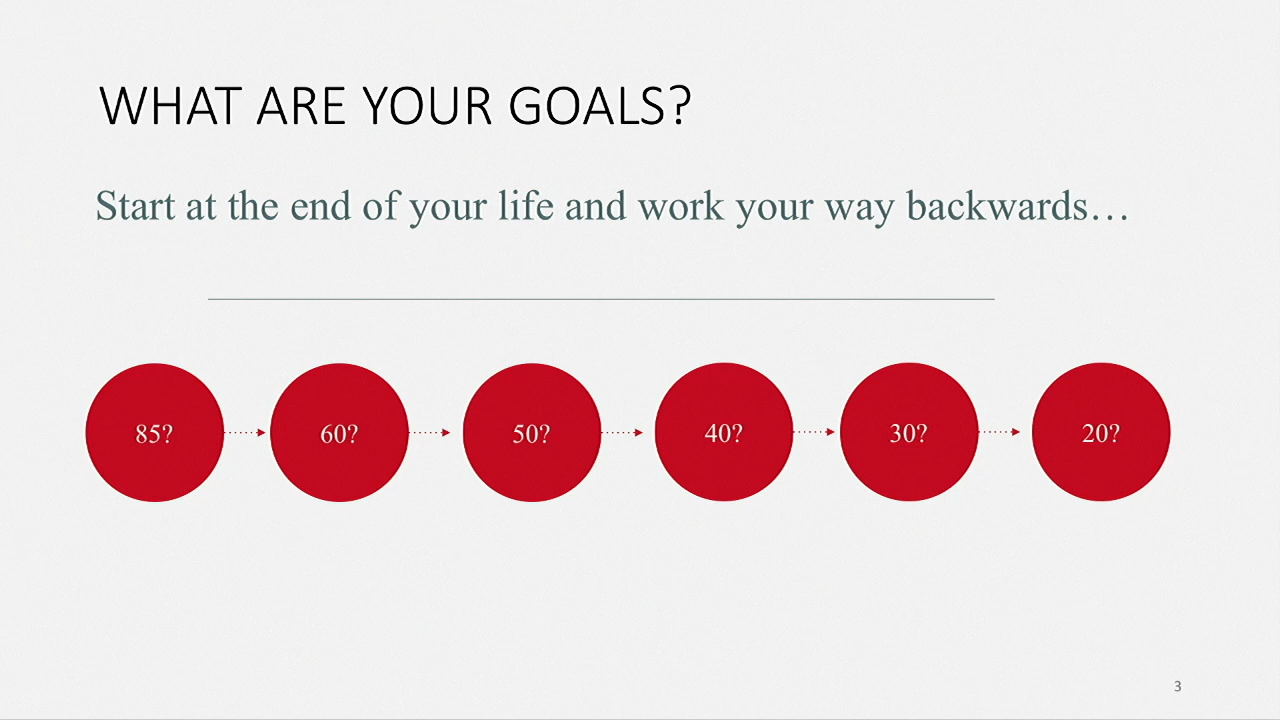 WHAT ARE YOUR GOALS?
Start at the end of your life and work your way backwards…
85? 60? 50? 40? 30? 20?
3